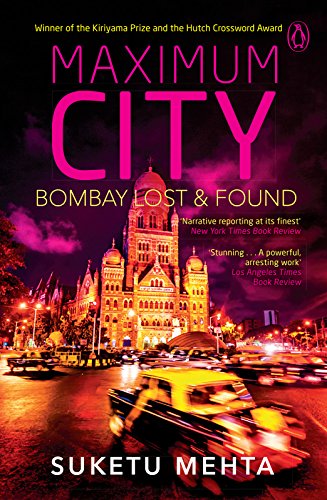 Winner of the Kiriyama Prize and the Hutch Crossword Award
MAXIMUM
CITY
BOMBAY LOST & FOUND
‘Narrative reporting at its finest’
New York Times Book Review
‘Stunning . . . A powerful,
arresting work’
Los Angeles Times
Book Review
SUKETU MEHTA